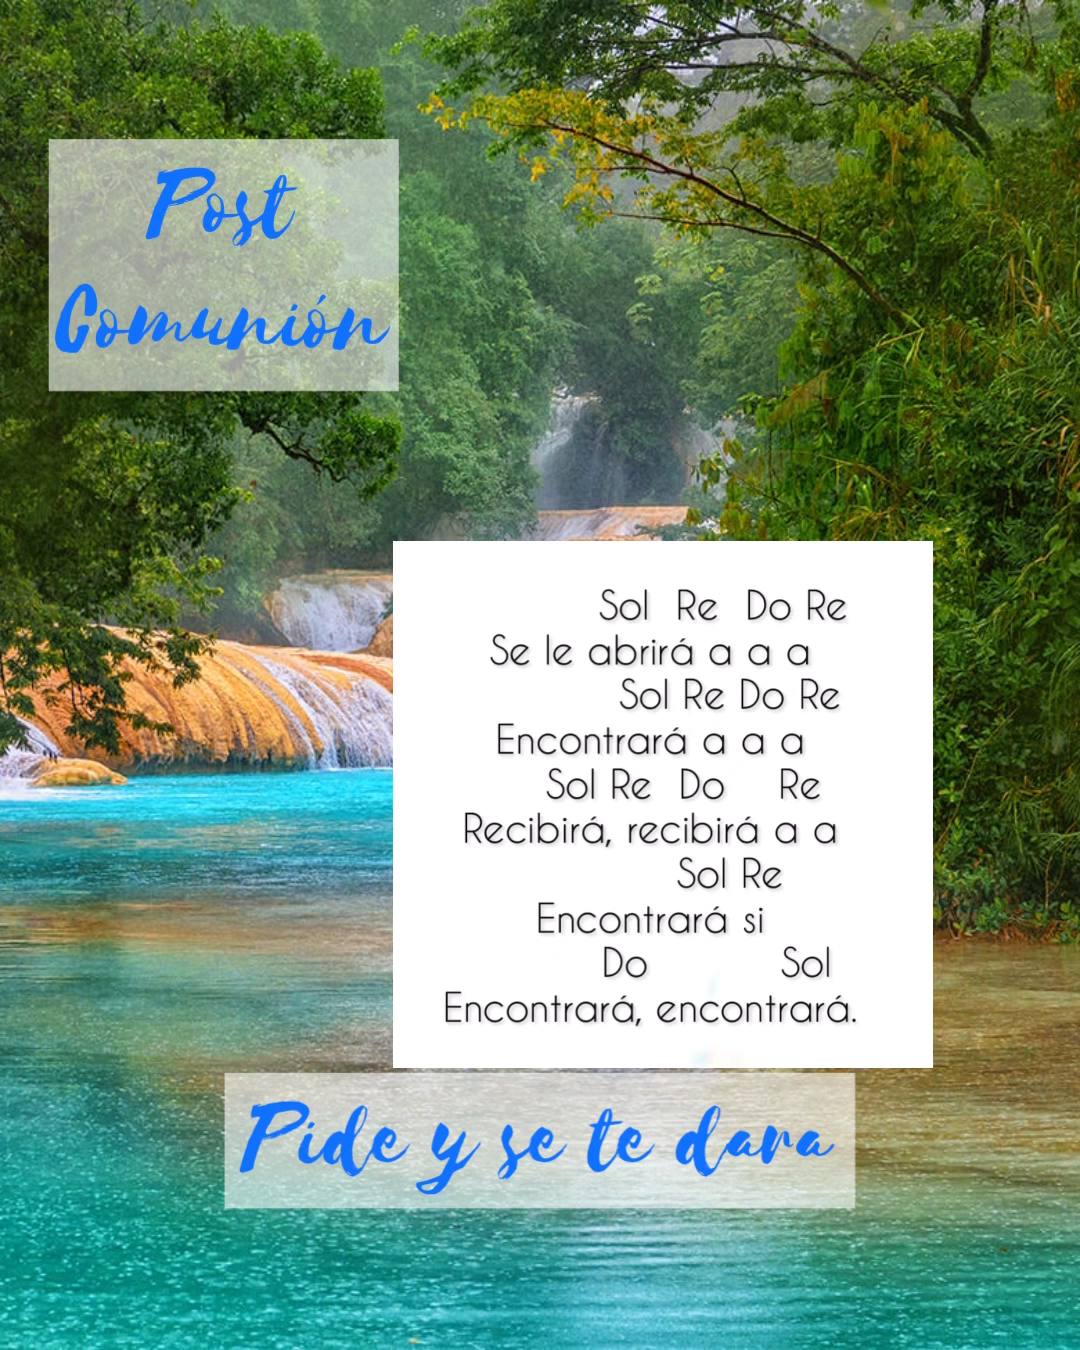 Post
Comunión
Sol Re Do Re
Se le abrirá a a a
Sol Re Do Re
Encontrará a a a
Sol Re Do Re
Recibirá, recibirá a a
Sol Re
Encontrará si
Do Sol
Encontrará, encontrará.
Pide y se te dara